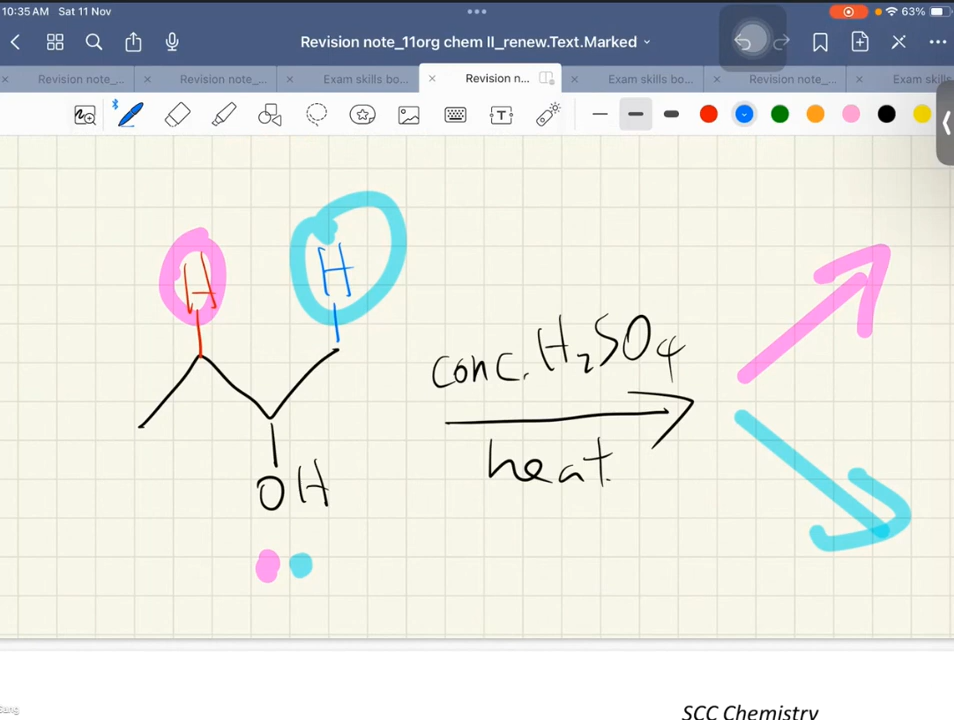 10:35 AM Sat 11 Nov
63%
Revision note_11org chem II_renew.Text.Marked
Revision note_...
Revision note_...
Exam skills bo...
Revision n...
Exam skills bo...
Revision note_...
Exam skills
T
H
H
conc. H₂SO₄
heat.
OH
SCC Chemistry
Sang